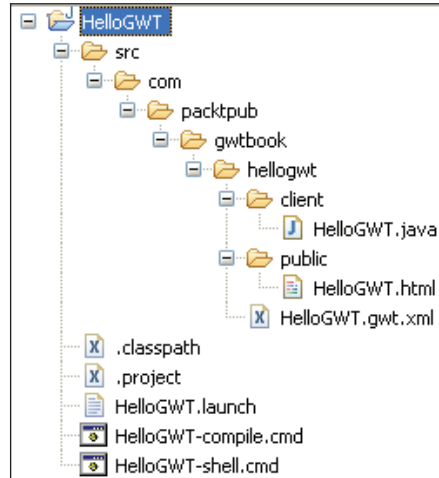 HelloGWT
src
com
packtpub
gwtbook
hellogwt
client
HelloGWT.java
public
HelloGWT.html
HelloGWT.gwt.xml
.classpath
.project
HelloGWT.launch
HelloGWT-compile.cmd
HelloGWT-shell.cmd